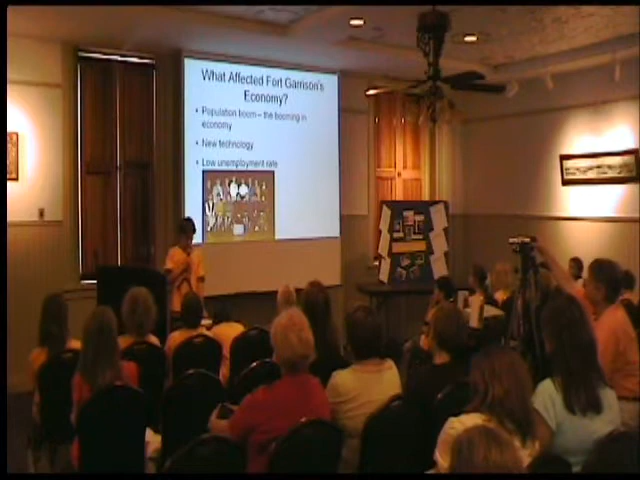 What Affected Fort Garrison's
Economy?
• Population boom – the booming in
economy
• New technology
• Low unemployment rate